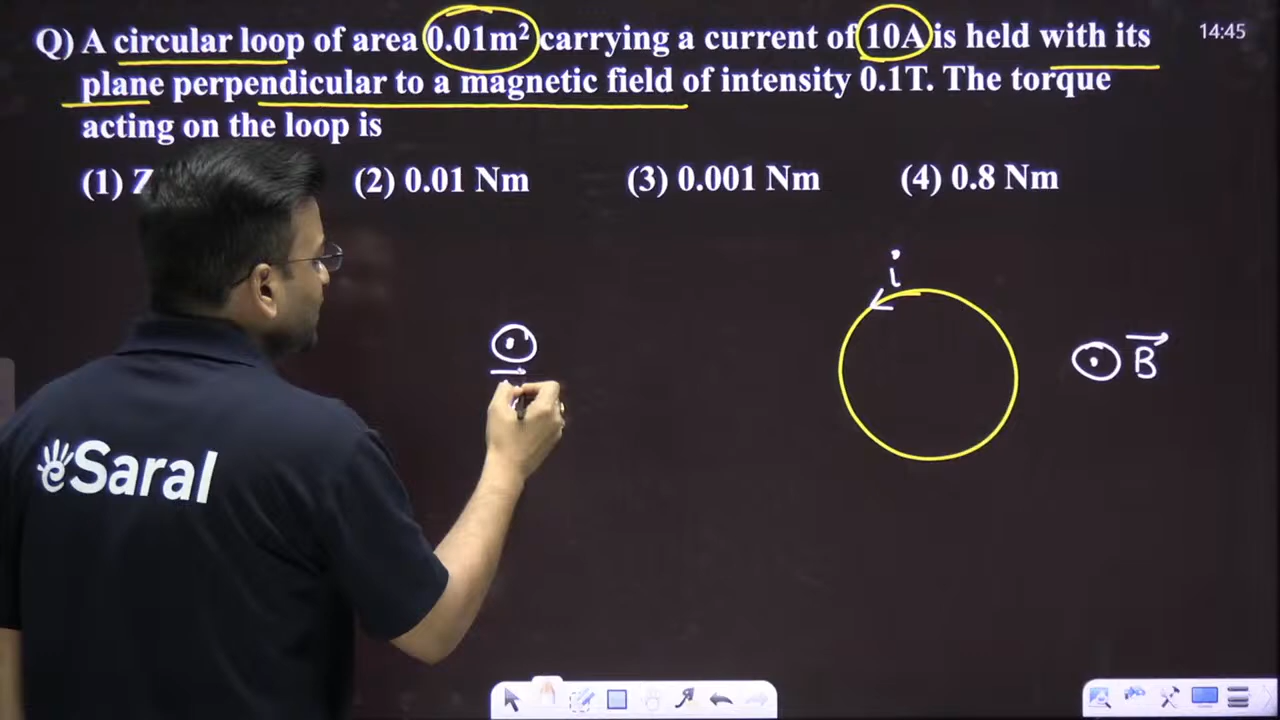 Q) A circular loop of area 0.01m² carrying a current of 10A is held with its
14:45
plane perpendicular to a magnetic field of intensity 0.1T. The torque
acting on the loop is
(1) Z (2) 0.01 Nm (3) 0.001 Nm (4) 0.8 Nm
i
B
eSaral